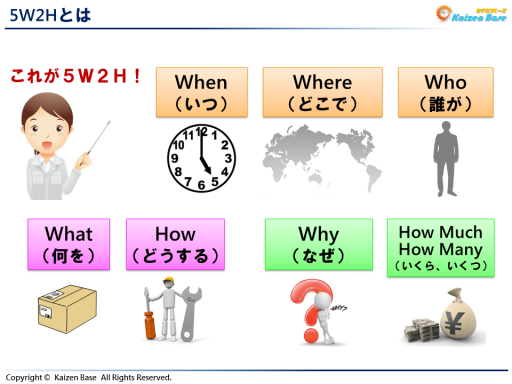 5W2Hとは
カイゼンベース
Kaizen Base
これが5W2H!
When
(いつ)
Where
(どこで)
Who
(誰が)
12
1
2
3
4
5
6
7
8
9
10
11
What
(何を)
How
(どうする)
Why
(なぜ)
How Much
How Many
(いくら、いくつ)
WHY?
¥
Copyright © Kaizen Base All Rights Reserved.